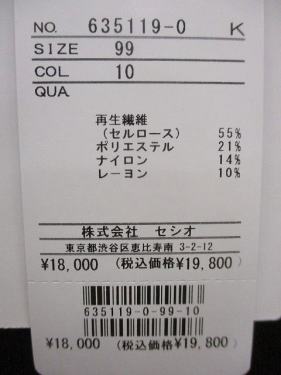 NO. 635119-0 K
SIZE 99
COL. 10
QUA.
再生繊維
(セルロース) 55%
ポリエステル 21%
ナイロン 14%
レーヨン 10%
株式会社 セシオ
東京都渋谷区恵比寿南 3-2-12
¥18,000 (税込価格¥19,800)
635119-0-99-10
¥18,000 (税込価格¥19,800)